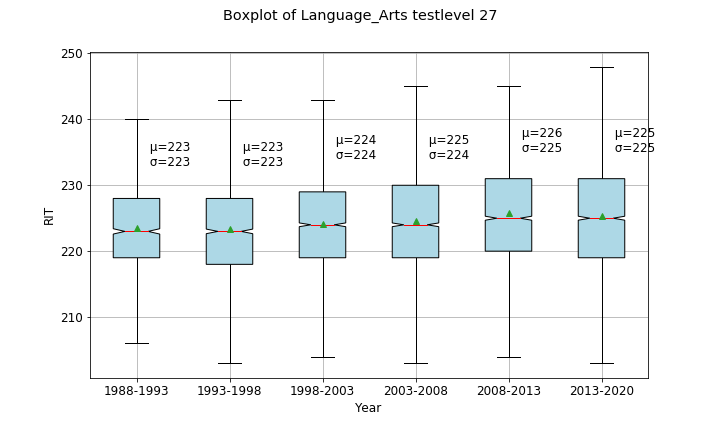 Boxplot of Language_Arts testlevel 27
250
240
230
220
210
RIT
μ=223
σ=223
μ=223
σ=223
μ=224
σ=224
μ=225
σ=224
μ=226
σ=225
μ=225
σ=225
1988-1993
1993-1998
1998-2003
2003-2008
2008-2013
2013-2020
Year